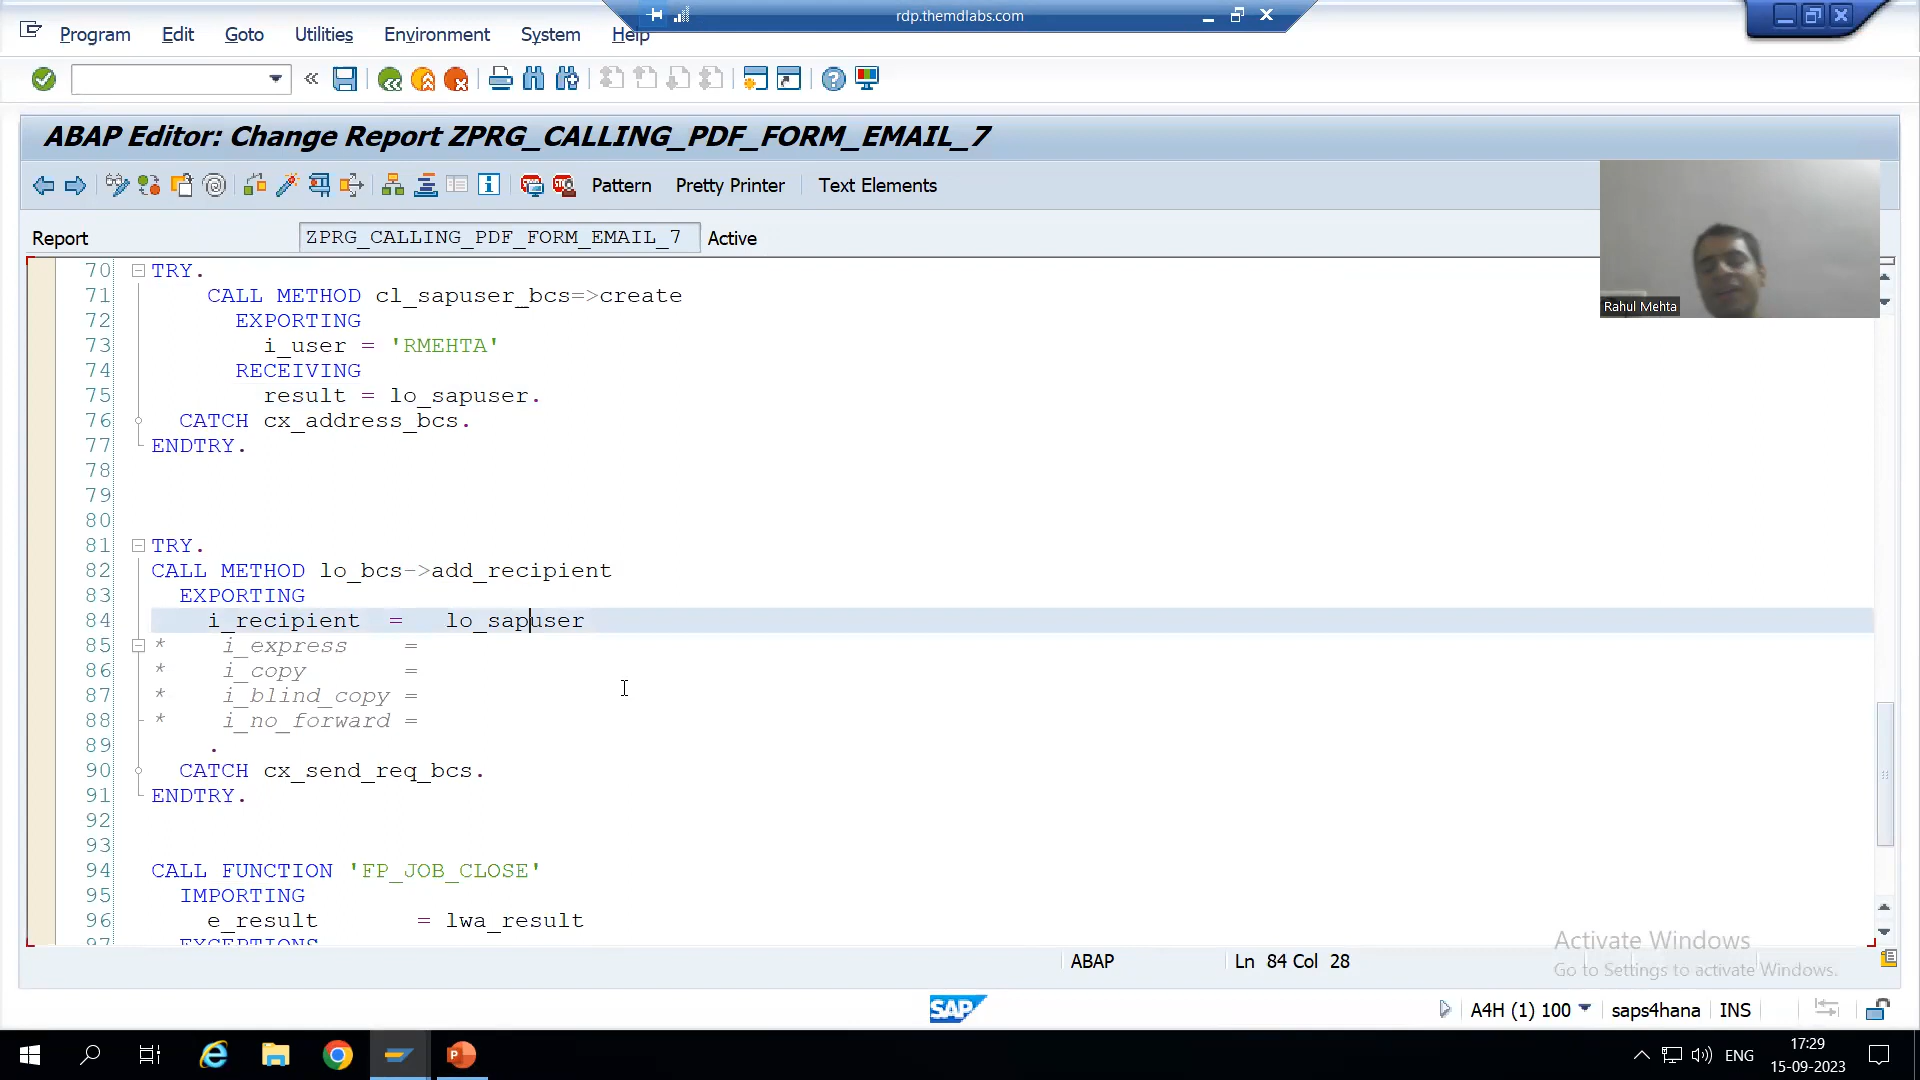 rdp.themdlabs.com
Program Edit Goto Utilities Environment System Help
ABAP Editor: Change Report ZPRG_CALLING_PDF_FORM_EMAIL_7
Pattern Pretty Printer Text Elements
Report ZPRG_CALLING_PDF_FORM_EMAIL_7 Active
Rahul Mehta
70 TRY.
71 CALL METHOD cl_sapuser_bcs=>create
72 EXPORTING
73 i_user = 'RMEHTA'
74 RECEIVING
75 result = lo_sapuser.
76 CATCH cx_address_bcs.
77 ENDTRY.
78
79
80
81 TRY.
82 CALL METHOD lo_bcs->add_recipient
83 EXPORTING
84 i_recipient = lo_sapuser
85 * i_express =
86 * i_copy =
87 * i_blind_copy =
88 * i_no_forward =
89 .
90 CATCH cx_send_req_bcs.
91 ENDTRY.
92
93
94 CALL FUNCTION 'FP_JOB_CLOSE'
95 IMPORTING
96 e_result = lwa_result
97 EXCEPTIONS
Activate Windows
Go to Settings to activate Windows.
ABAP Ln 84 Col 28
SAP A4H (1) 100 saps4hana INS
ENG 17:29
15-09-2023